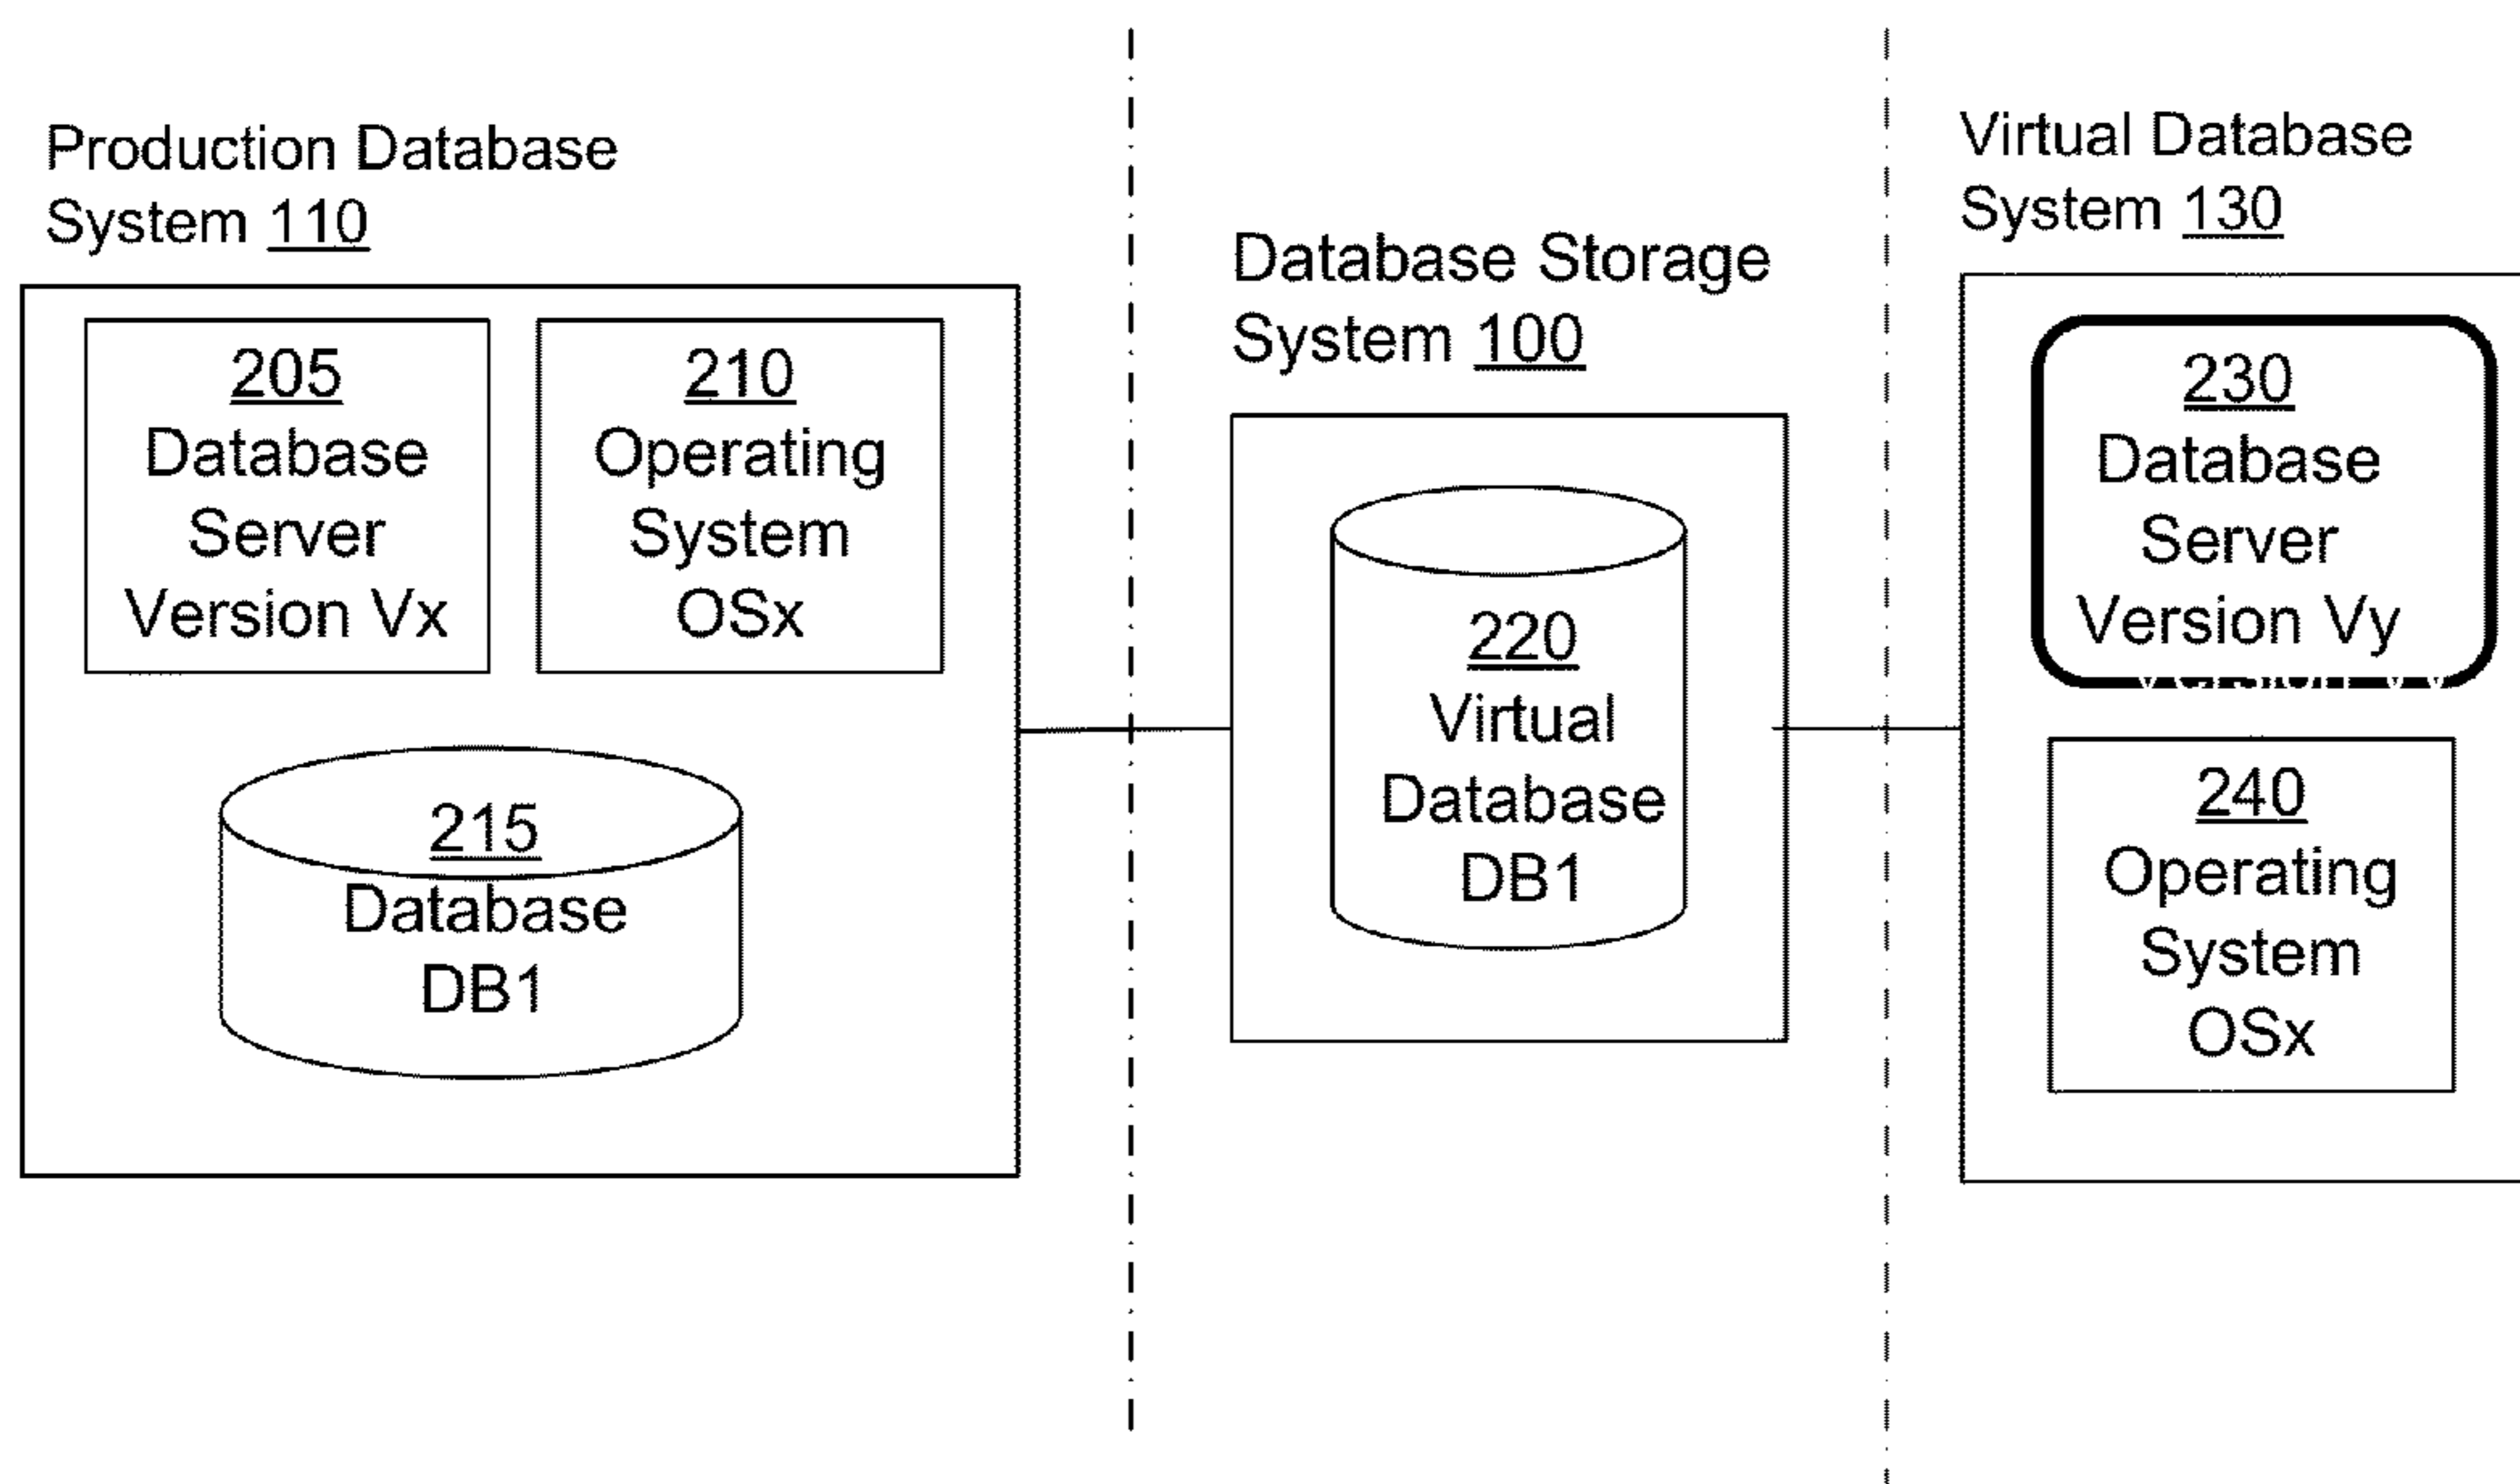 Production Database
System 110
205
Database
Server
Version Vx
210
Operating
System
OSx
215
Database
DB1
Database Storage
System 100
220
Virtual
Database
DB1
Virtual Database
System 130
230
Database
Server
Version Vy
240
Operating
System
OSx